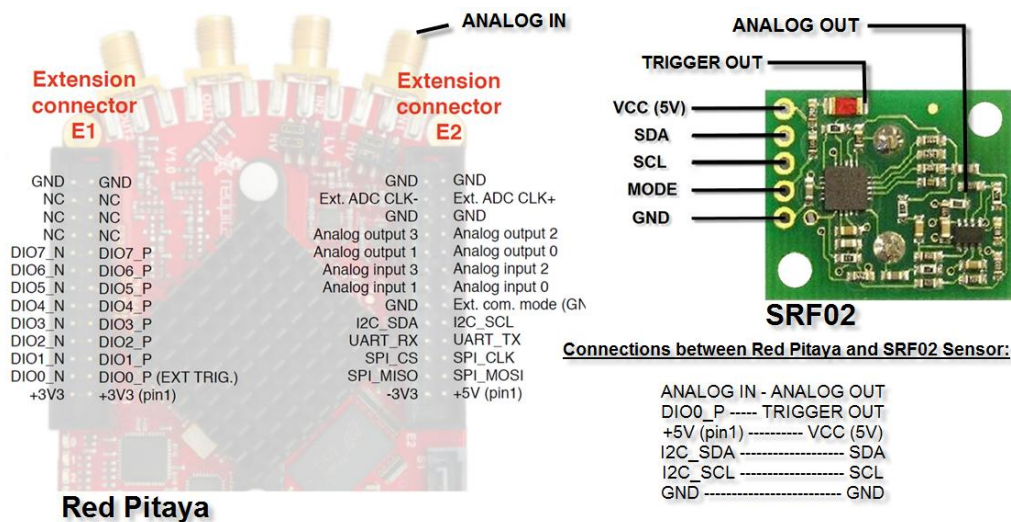 ANALOG IN
Extension
connector
E1
Extension
connector
E2
GND GND
NC NC
NC NC
NC NC
DIO7_N DIO7_P
DIO6_N DIO6_P
DIO5_N DIO5_P
DIO4_N DIO4_P
DIO3_N DIO3_P
DIO2_N DIO2_P
DIO1_N DIO1_P
DIO0_N DIO0_P (EXT TRIG.)
+3V3 +3V3 (pin1)
GND GND
Ext. ADC CLK- Ext. ADC CLK+
GND GND
Analog output 3 Analog output 2
Analog output 1 Analog output 0
Analog input 3 Analog input 2
Analog input 1 Analog input 0
GND Ext. com. mode (GN
I2C_SDA I2C_SCL
UART_RX UART_TX
SPI_CS SPI_CLK
SPI_MISO SPI_MOSI
-3V3 +5V (pin1)
V1.0
HV
LV
HV
E2
Red Pitaya
ANALOG OUT
TRIGGER OUT
VCC (5V)
SDA
SCL
MODE
GND
SRF02
Connections between Red Pitaya and SRF02 Sensor:
ANALOG IN - ANALOG OUT
DIO0_P ----- TRIGGER OUT
+5V (pin1) ---------- VCC (5V)
I2C_SDA ------------------- SDA
I2C_SCL ------------------- SCL
GND ------------------------- GND